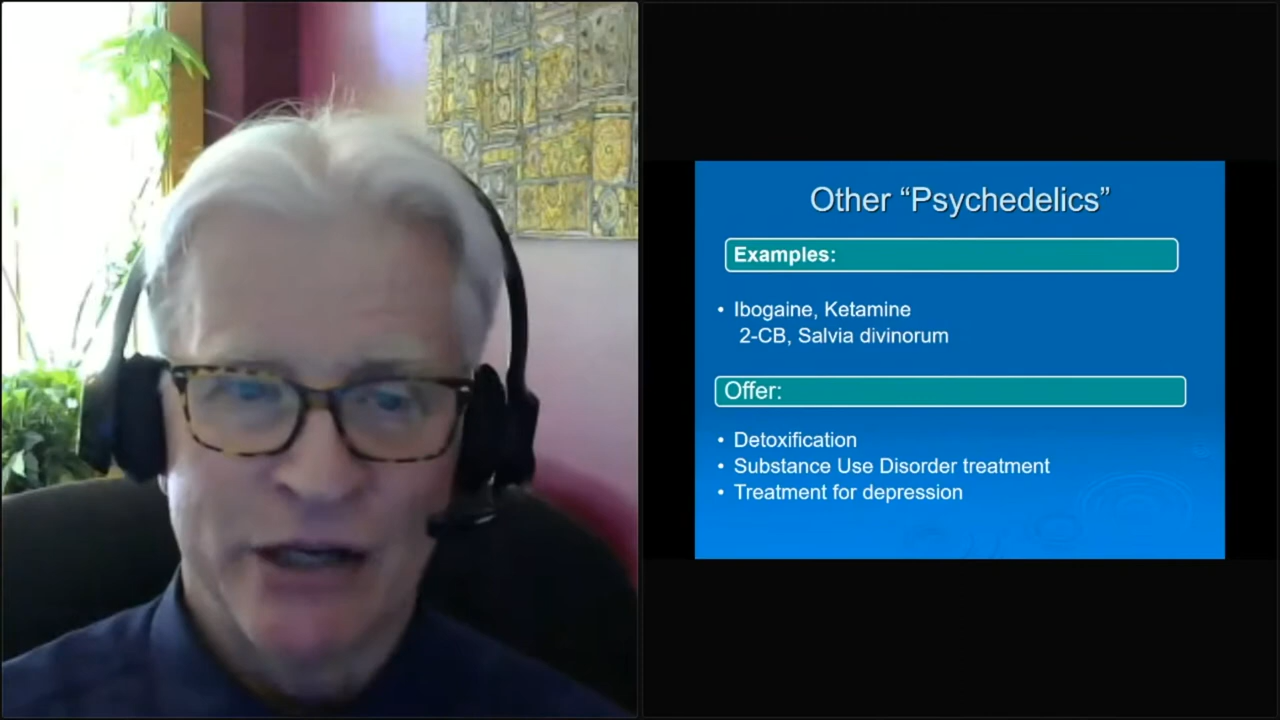 Other “Psychedelics”
Examples:
• Ibogaine, Ketamine
2-CB, Salvia divinorum
Offer:
• Detoxification
• Substance Use Disorder treatment
• Treatment for depression